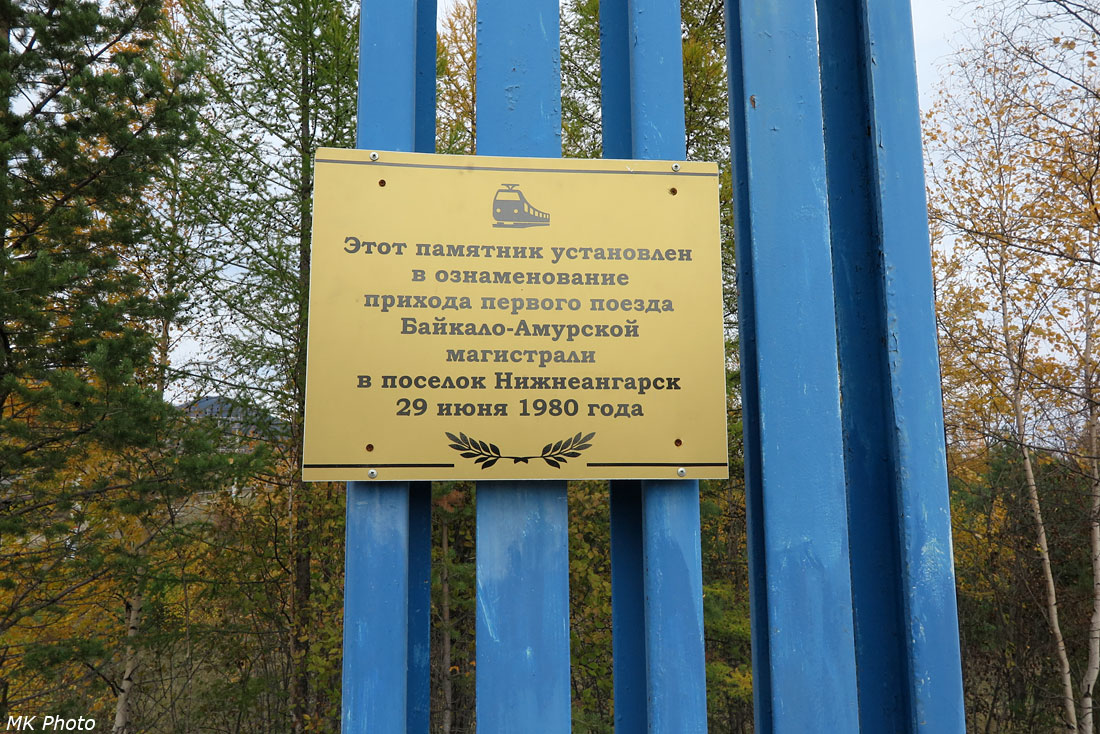 Этот памятник установлен
в ознаменование
прихода первого поезда
Байкало-Амурской
магистрали
в поселок Нижнеангарск
29 июня 1980 года
MK Photo